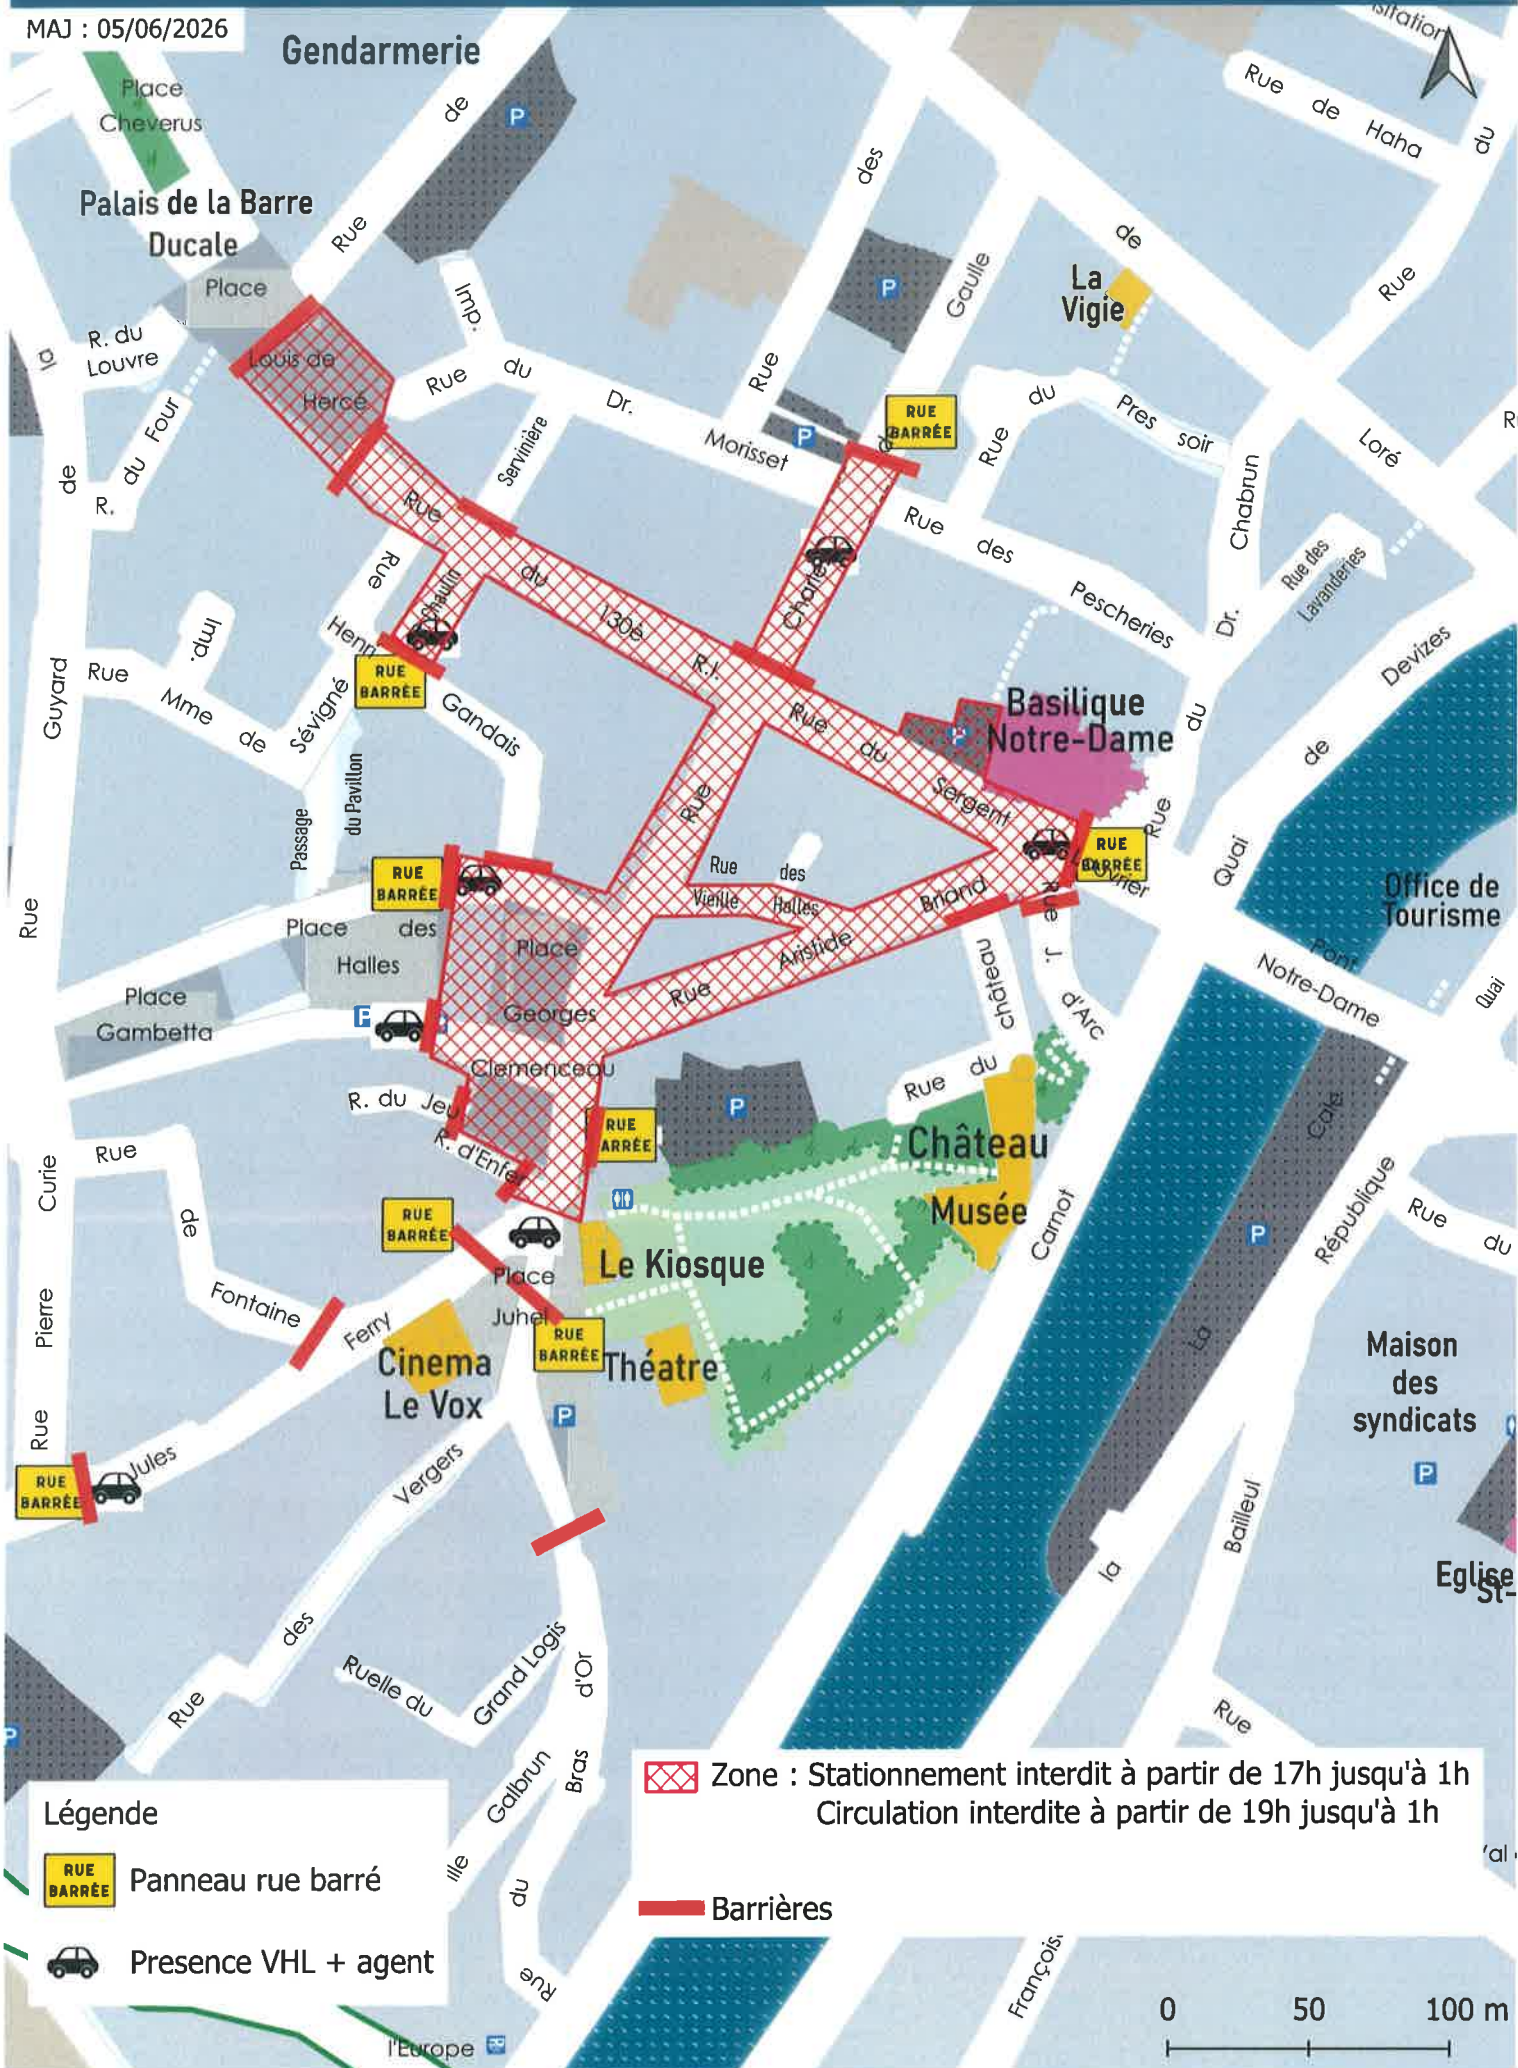 MAJ : 05/06/2026
Gendarmerie
Place
Cheverus
Palais de la Barre
Ducale
Place
Louis de
Hercé
R. du
Louvre
R. du Four
Rue de
Imp.
Rue du Dr. Morisset
Servinière
Rue des
Gaulle
de
Charles
RUE
BARRÉE
La
Vigie
Rue de Haha
Rue du
de Loré
Rue du Pres soir
Chabrun
Dr.
du
Rue
Rue des
Lavanderies
Rue des Pescheries
Devizes
de
Quai
Rue du 130è R.I.
Rue
Chaulin
Henri
RUE
BARRÉE
Gandais
Imp.
Rue Mme de Sévigné
Passage
du Pavillon
la
de
Guyard
Rue
Basilique
Notre-Dame
P
Rue du Sergent
Louvrier
RUE
BARRÉE
Rue
Rue des
Vieille Halles
Rue Aristide Briand
RUE
BARRÉE
Place des
Halles
Place
Gambetta
Place
Georges
Clemenceau
Rue J. d'Arc
château
Rue du
Office de
Tourisme
Pont
Notre-Dame
Quai
R. du Jeu
R. d'Enfer
RUE
ARRÉE
P
Château
Musée
Carnot
Cale
La
République
la
Rue du
Rue
de
Fontaine
Curie
Pierre
Rue
RUE
BARRÉE
Place
Juhel
Le Kiosque
RUE
BARRÉE
Théatre
Ferry
Cinema
Le Vox
Jules
RUE
BARRÉE
P
Maison
des
syndicats
P
Bailleul
Eglise
St-
Vergers
des
Rue
Ruelle du
Grand Logis
d'Or
Bras
du
Rue
Galbrun
ille
Rue
Zone : Stationnement interdit à partir de 17h jusqu'à 1h
Circulation interdite à partir de 19h jusqu'à 1h
Barrières
Légende
RUE
BARRÉE
Panneau rue barré
Presence VHL + agent
François
l'Europe
0 50 100 m